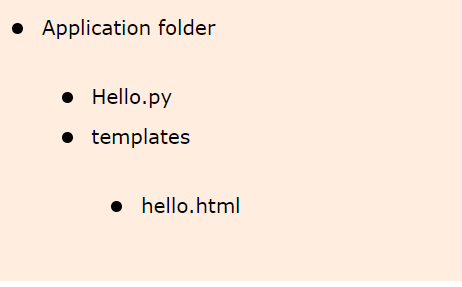 Application folder
Hello.py
templates
hello.html